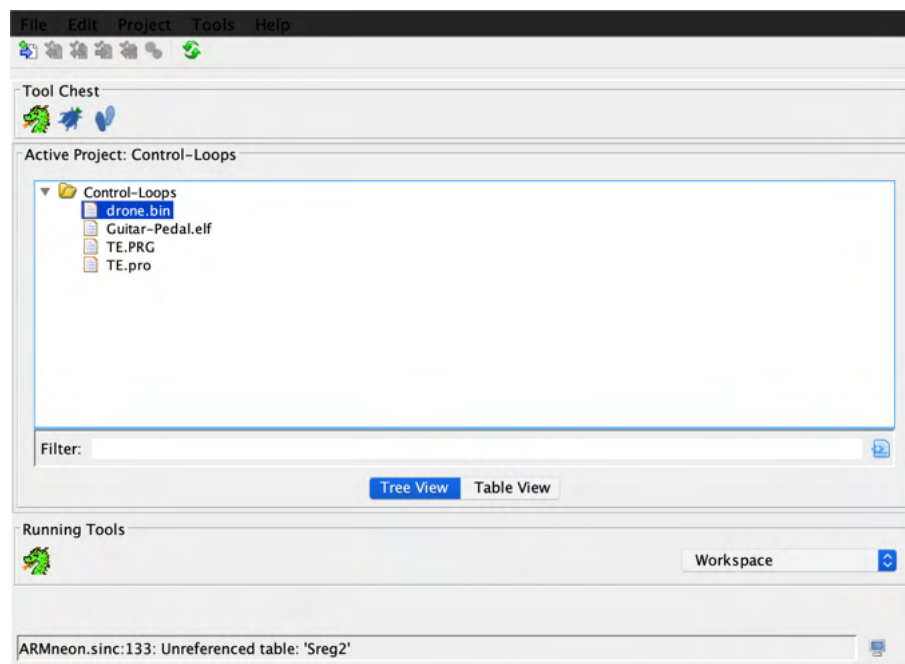 File Edit Project Tools Help
Tool Chest
Active Project: Control-Loops
Control-Loops
drone.bin
Guitar-Pedal.elf
TE.PRG
TE.pro
Filter:
Tree View Table View
Running Tools
Workspace
ARMneon.sinc:133: Unreferenced table: 'Sreg2'